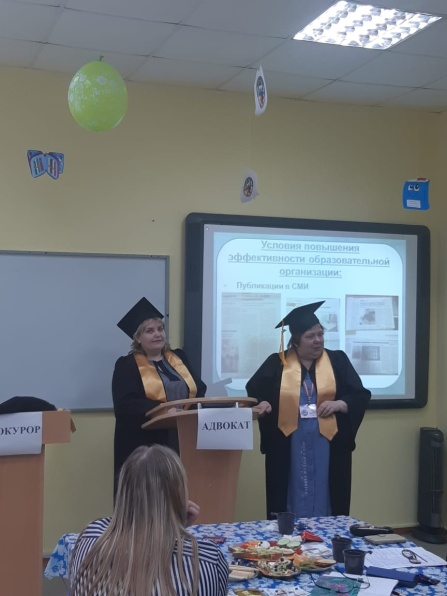 Условия повышения
эффективности образовательной
организации:
- Публикации в СМИ
ОКУРОР
АДВОКАТ